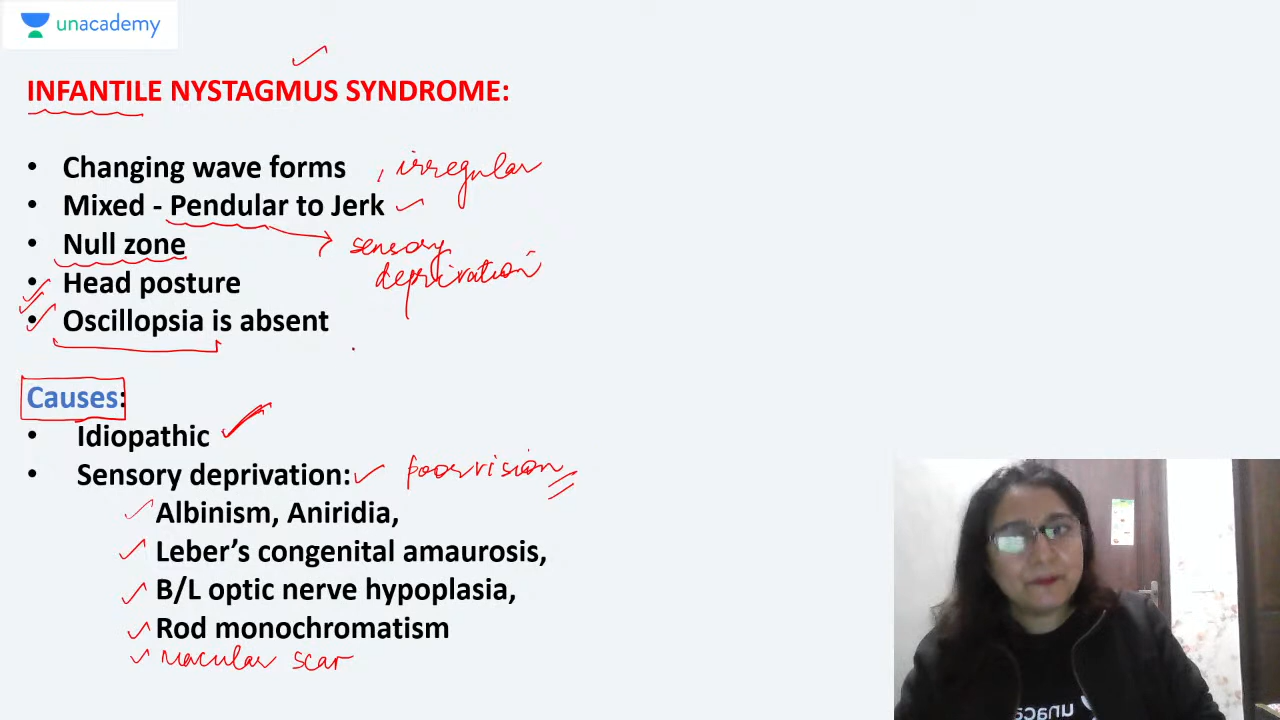 unacademy
INFANTILE NYSTAGMUS SYNDROME:
• Changing wave forms , irregular
• Mixed - Pendular to Jerk
• Null zone sensory
deprivation
• Head posture
• Oscillopsia is absent
Causes:
• Idiopathic
• Sensory deprivation: poor vision
Albinism, Aniridia,
Leber's congenital amaurosis,
B/L optic nerve hypoplasia,
Rod monochromatism
macular scar